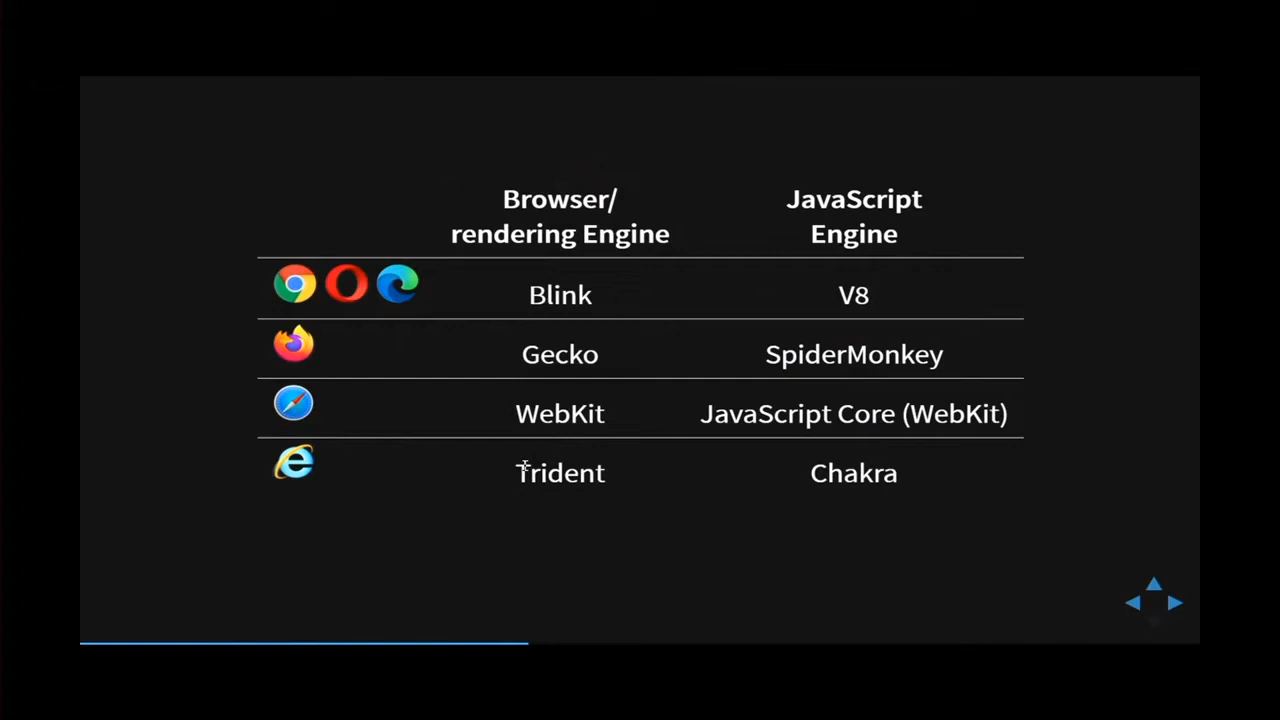 Browser/
rendering Engine
JavaScript
Engine
Blink
V8
Gecko
SpiderMonkey
WebKit
JavaScript Core (WebKit)
Trident
Chakra